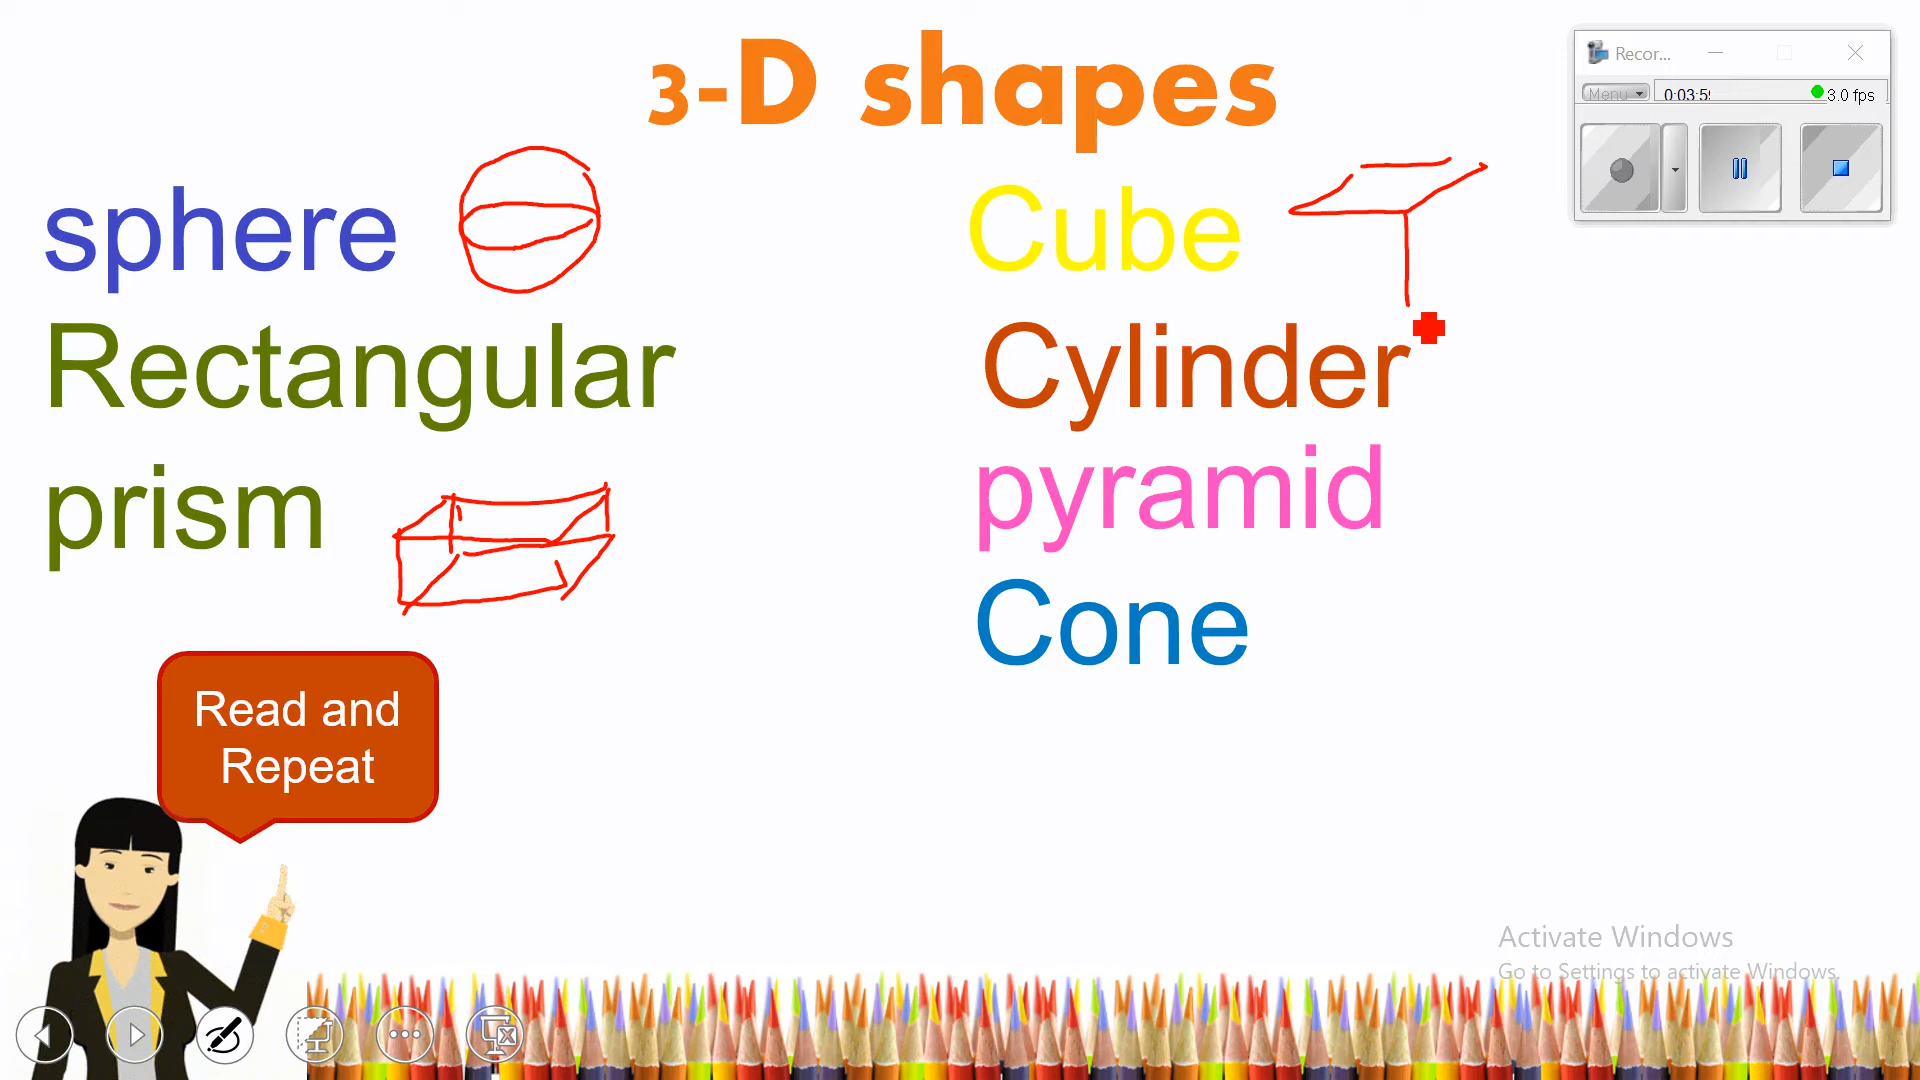 3-D shapes
sphere
Rectangular
prism
Cube
Cylinder
pyramid
Cone
Read and
Repeat
Recor...
Menu
3.0 fps
Activate Windows
Go to Settings to activate Windows.